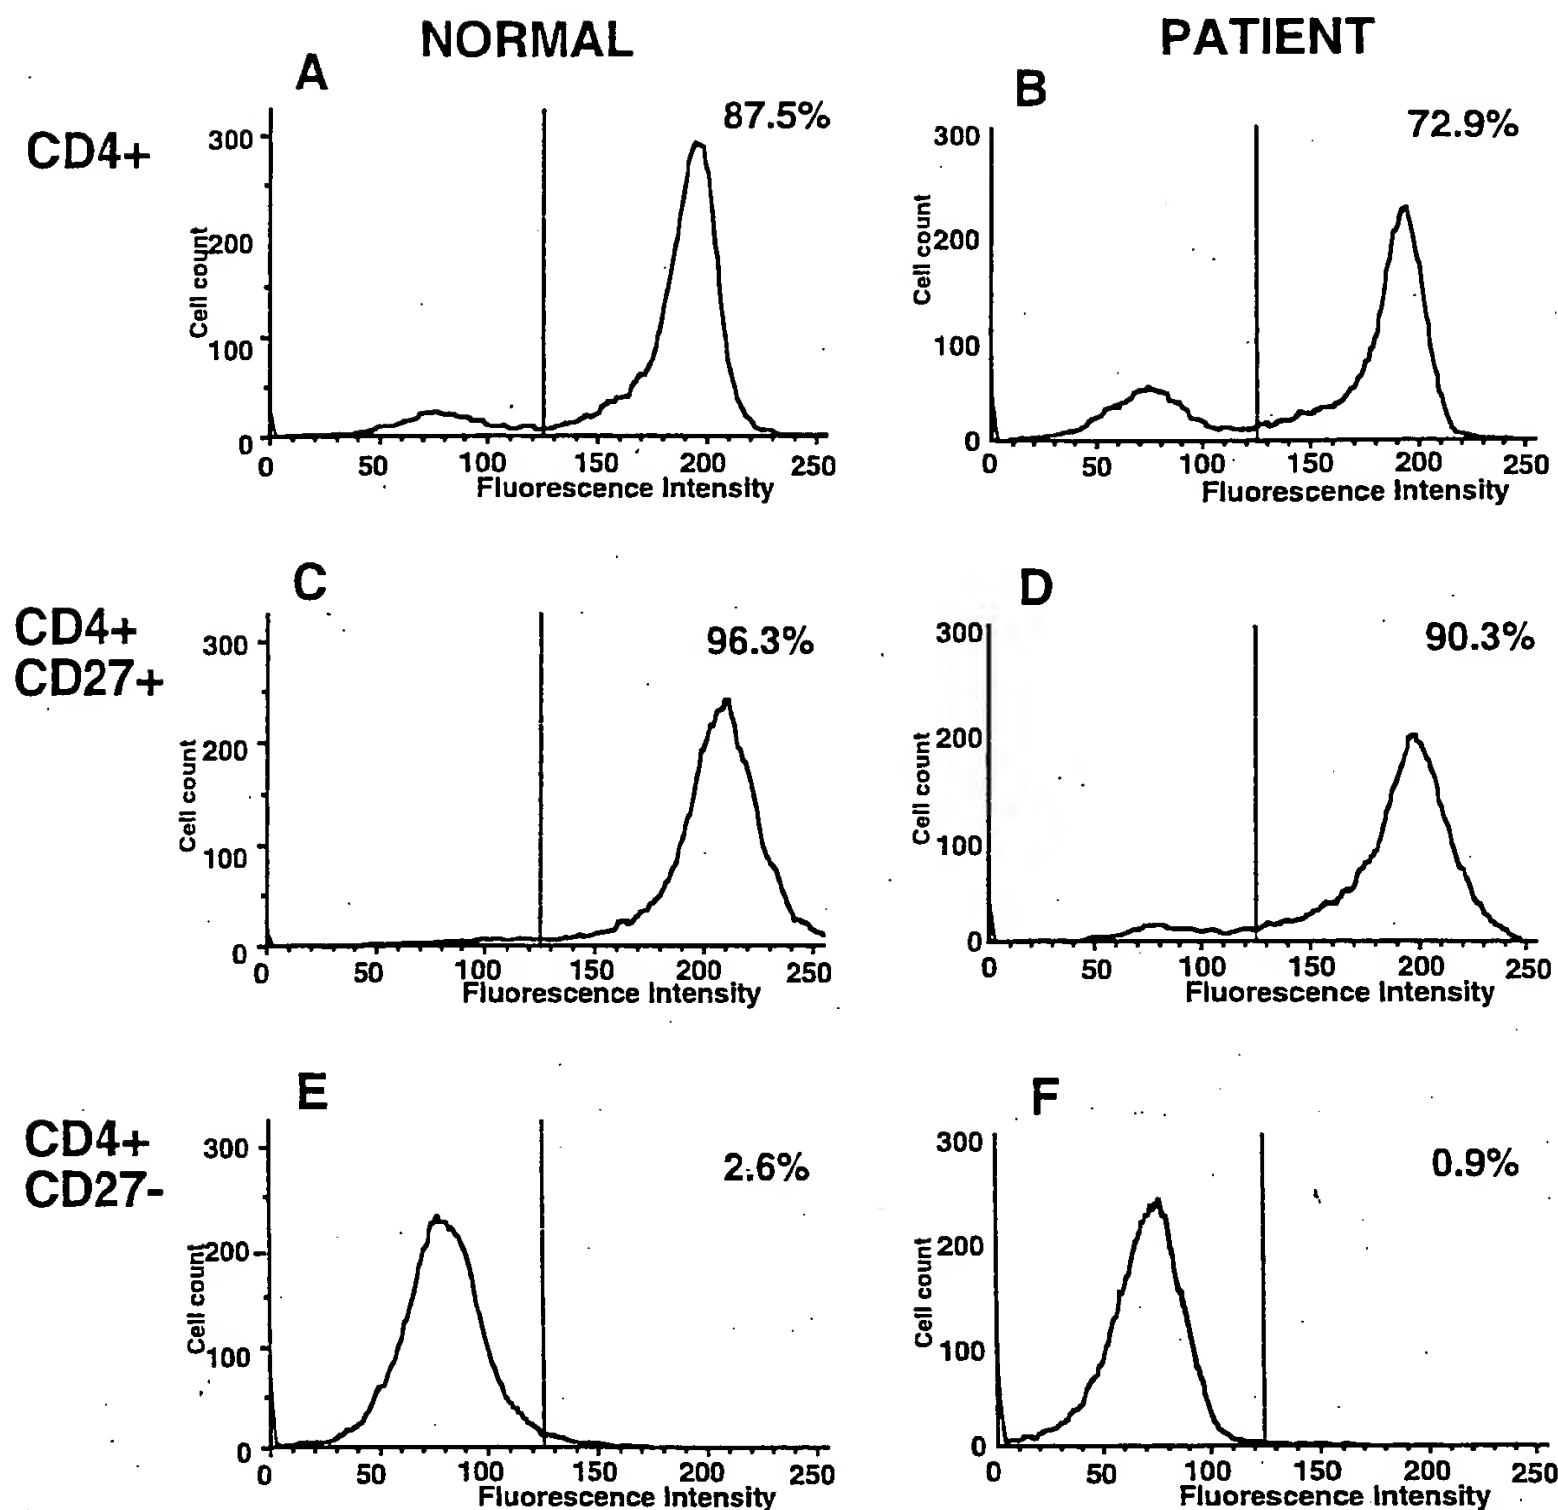 NORMAL
PATIENT
CD4+
A
87.5%
Cell count
300
200
100
0
0 50 100 150 200 250
Fluorescence Intensity
B
72.9%
Cell count
300
200
100
0
0 50 100 150 200 250
Fluorescence Intensity
CD4+
CD27+
C
96.3%
Cell count
300
200
100
0
0 50 100 150 200 250
Fluorescence Intensity
D
90.3%
Cell count
300
200
100
0
0 50 100 150 200 250
Fluorescence Intensity
CD4+
CD27-
E
2.6%
Cell count
300
200
100
0
0 50 100 150 200 250
Fluorescence Intensity
F
0.9%
Cell count
300
200
100
0
0 50 100 150 200 250
Fluorescence Intensity